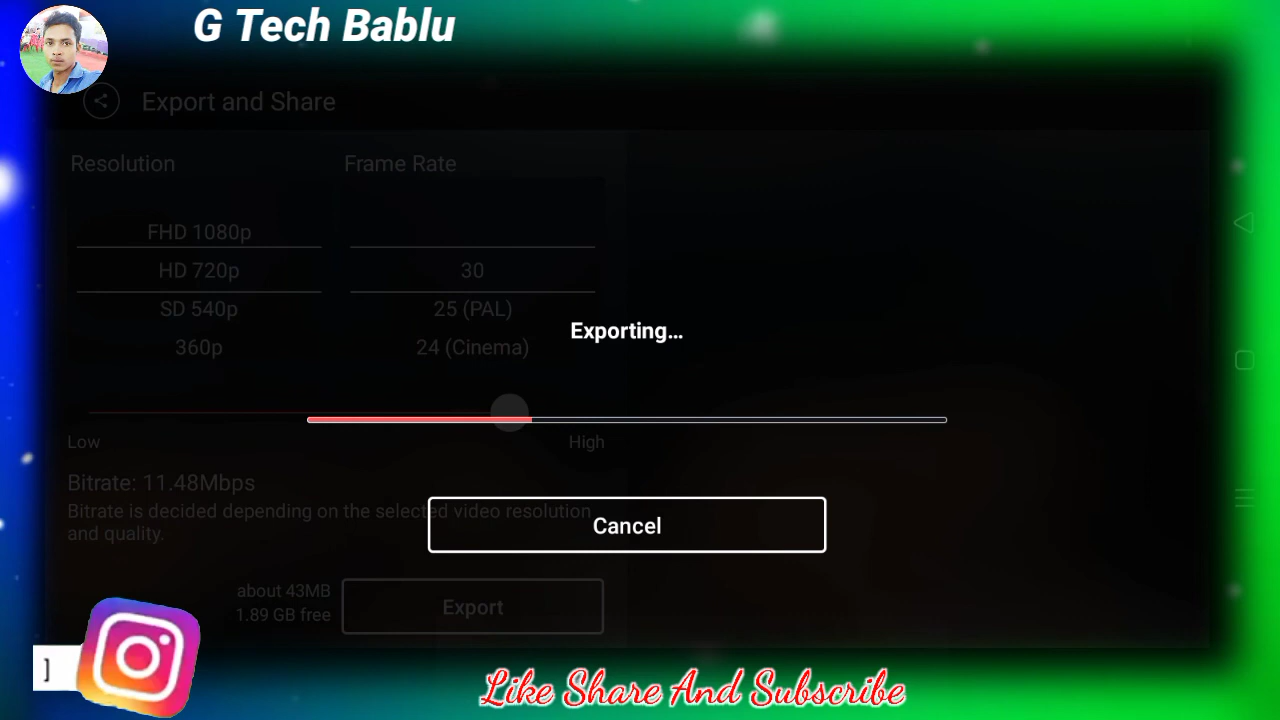 G Tech Bablu
Export and Share
Resolution
Frame Rate
FHD 1080p
HD 720p
30
SD 540p
25 (PAL)
360p
24 (Cinema)
Exporting...
Low
High
Bitrate: 11.48Mbps
Bitrate is decided depending on the selected video resolution
and quality.
Cancel
about 43MB
1.89 GB free
Export
]
Like Share And Subscribe